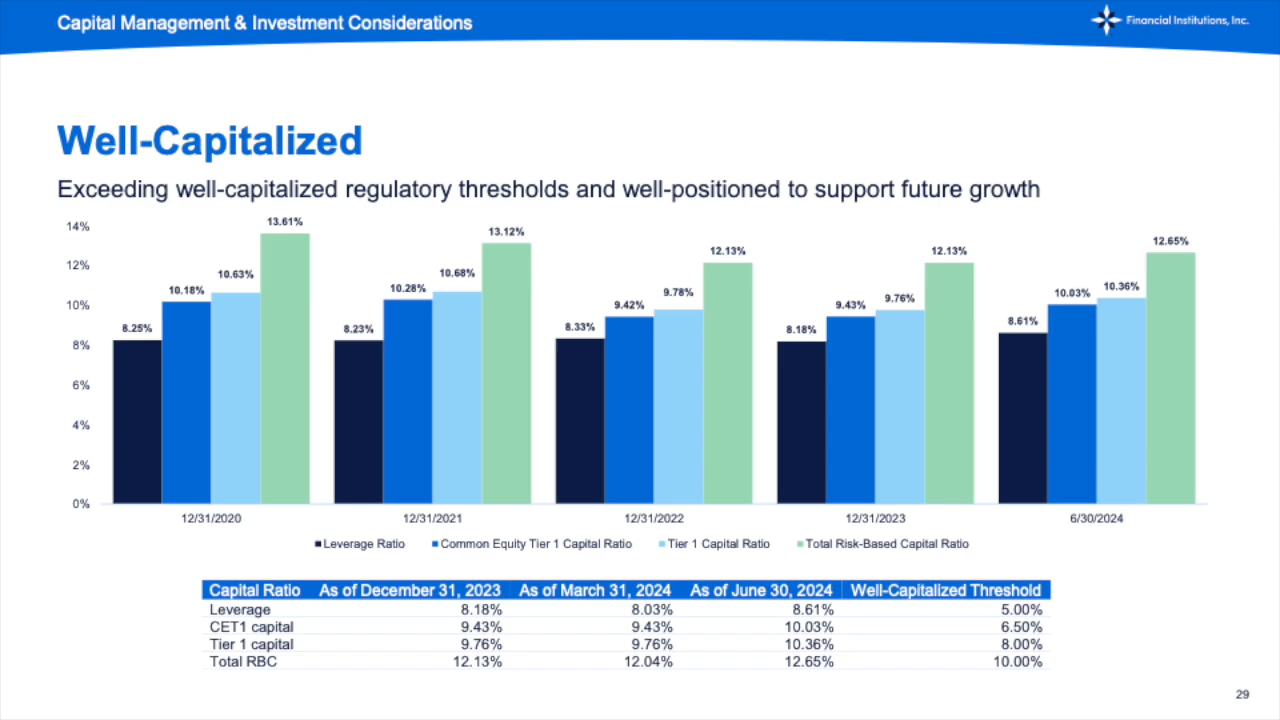 Capital Management & Investment Considerations
Financial Institutions, Inc.
Well-Capitalized
Exceeding well-capitalized regulatory thresholds and well-positioned to support future growth
14%
12%
10%
8%
6%
4%
2%
0%
8.25% 10.18% 10.63% 13.61%
8.23% 10.28% 10.68% 13.12%
8.33% 9.42% 9.78% 12.13%
8.18% 9.43% 9.76% 12.13%
8.61% 10.03% 10.36% 12.65%
12/31/2020 12/31/2021 12/31/2022 12/31/2023 6/30/2024
Leverage Ratio Common Equity Tier 1 Capital Ratio Tier 1 Capital Ratio Total Risk-Based Capital Ratio
Capital Ratio As of December 31, 2023 As of March 31, 2024 As of June 30, 2024 Well-Capitalized Threshold
Leverage 8.18% 8.03% 8.61% 5.00%
CET1 capital 9.43% 9.43% 10.03% 6.50%
Tier 1 capital 9.76% 9.76% 10.36% 8.00%
Total RBC 12.13% 12.04% 12.65% 10.00%
29